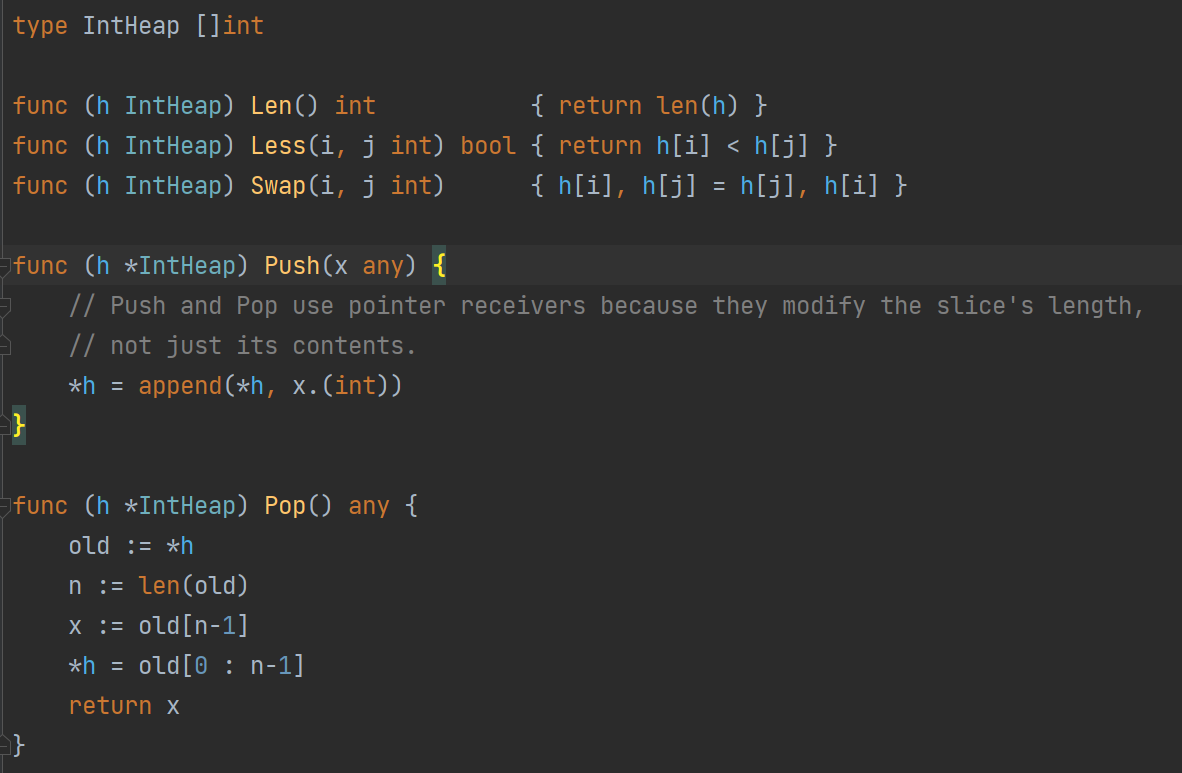 type IntHeap []int
func (h IntHeap) Len() int           { return len(h) }
func (h IntHeap) Less(i, j int) bool { return h[i] < h[j] }
func (h IntHeap) Swap(i, j int)      { h[i], h[j] = h[j], h[i] }
func (h *IntHeap) Push(x any) {
    // Push and Pop use pointer receivers because they modify the slice's length,
    // not just its contents.
    *h = append(*h, x.(int))
}
func (h *IntHeap) Pop() any {
    old := *h
    n := len(old)
    x := old[n-1]
    *h = old[0 : n-1]
    return x
}